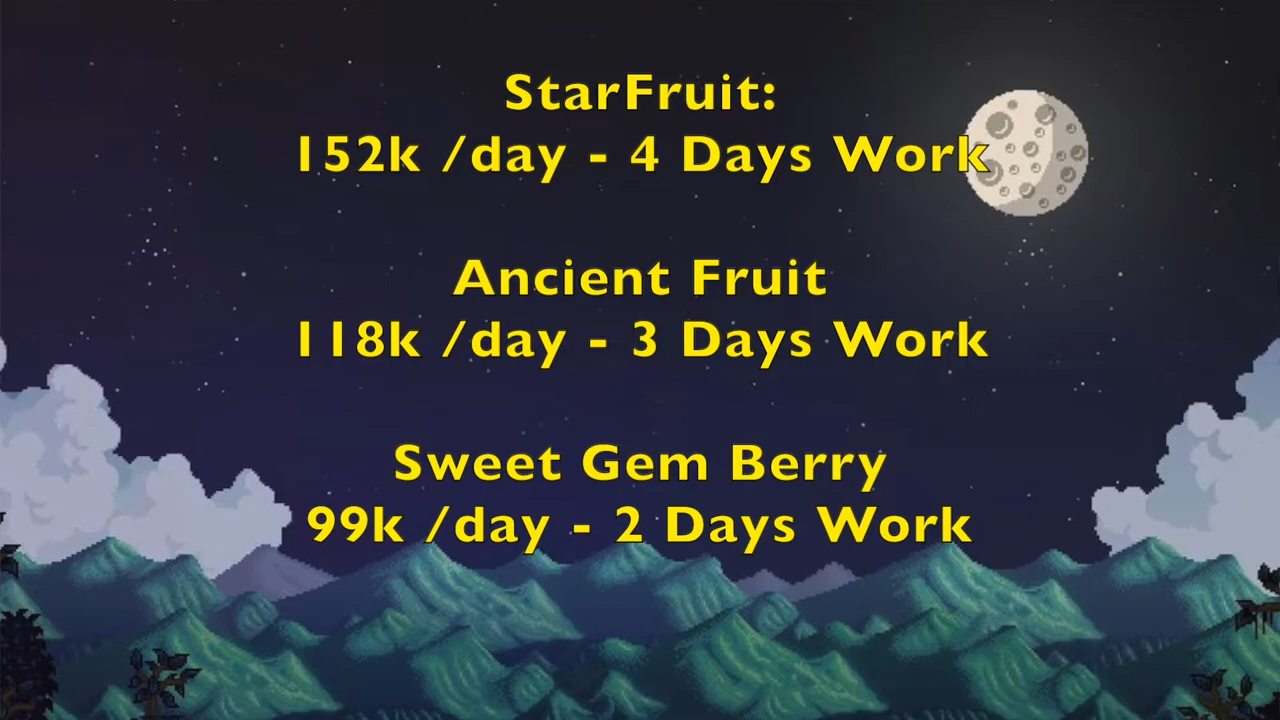 StarFruit:
152k /day - 4 Days Work
Ancient Fruit
118k /day - 3 Days Work
Sweet Gem Berry
99k /day - 2 Days Work